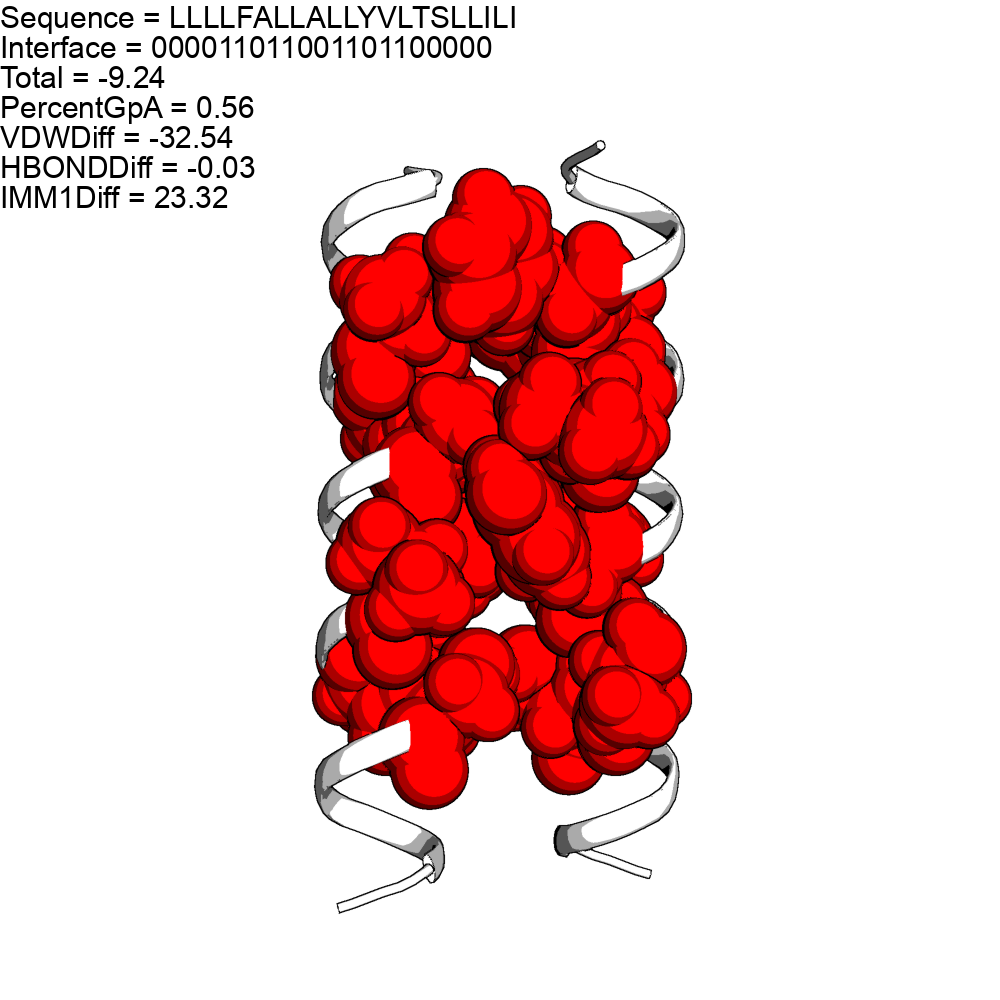 Sequence = LLLLFALLALLYVLTSLLILI
Interface = 000011011001101100000
Total = -9.24
PercentGpA = 0.56
VDWDiff = -32.54
HBONDDiff = -0.03
IMM1Diff = 23.32